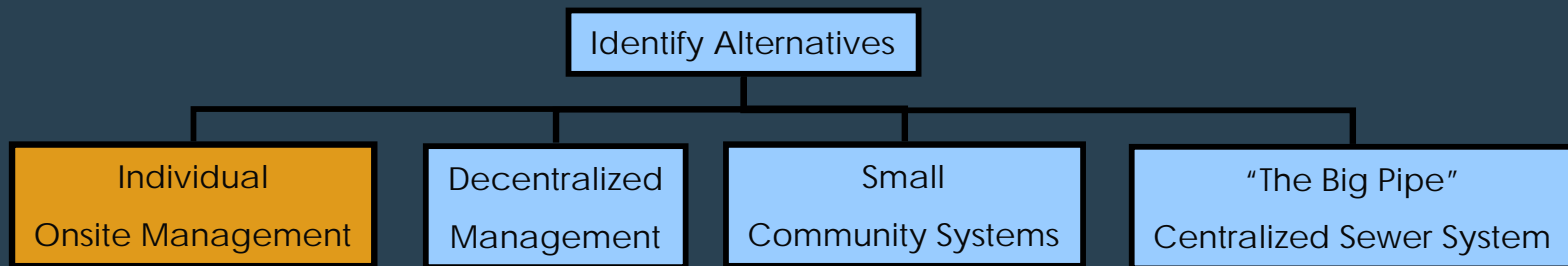 Identify Alternatives
Individual
Onsite Management
Decentralized
Management
Small
Community Systems
“The Big Pipe”
Centralized Sewer System